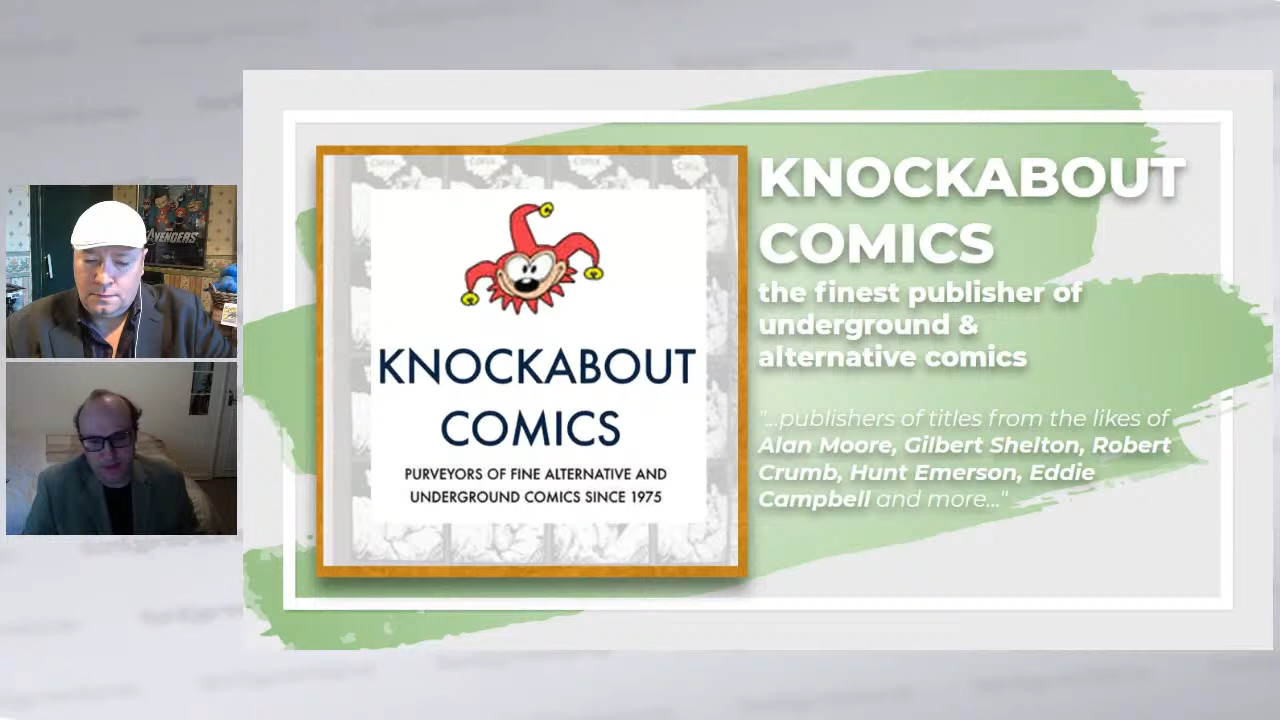 AVENGERS
KNOCKABOUT
COMICS
PURVEYORS OF FINE ALTERNATIVE AND
UNDERGROUND COMICS SINCE 1975
KNOCKABOUT
COMICS
the finest publisher of
underground &
alternative comics
"...publishers of titles from the likes of
Alan Moore, Gilbert Shelton, Robert
Crumb, Hunt Emerson, Eddie
Campbell and more..."